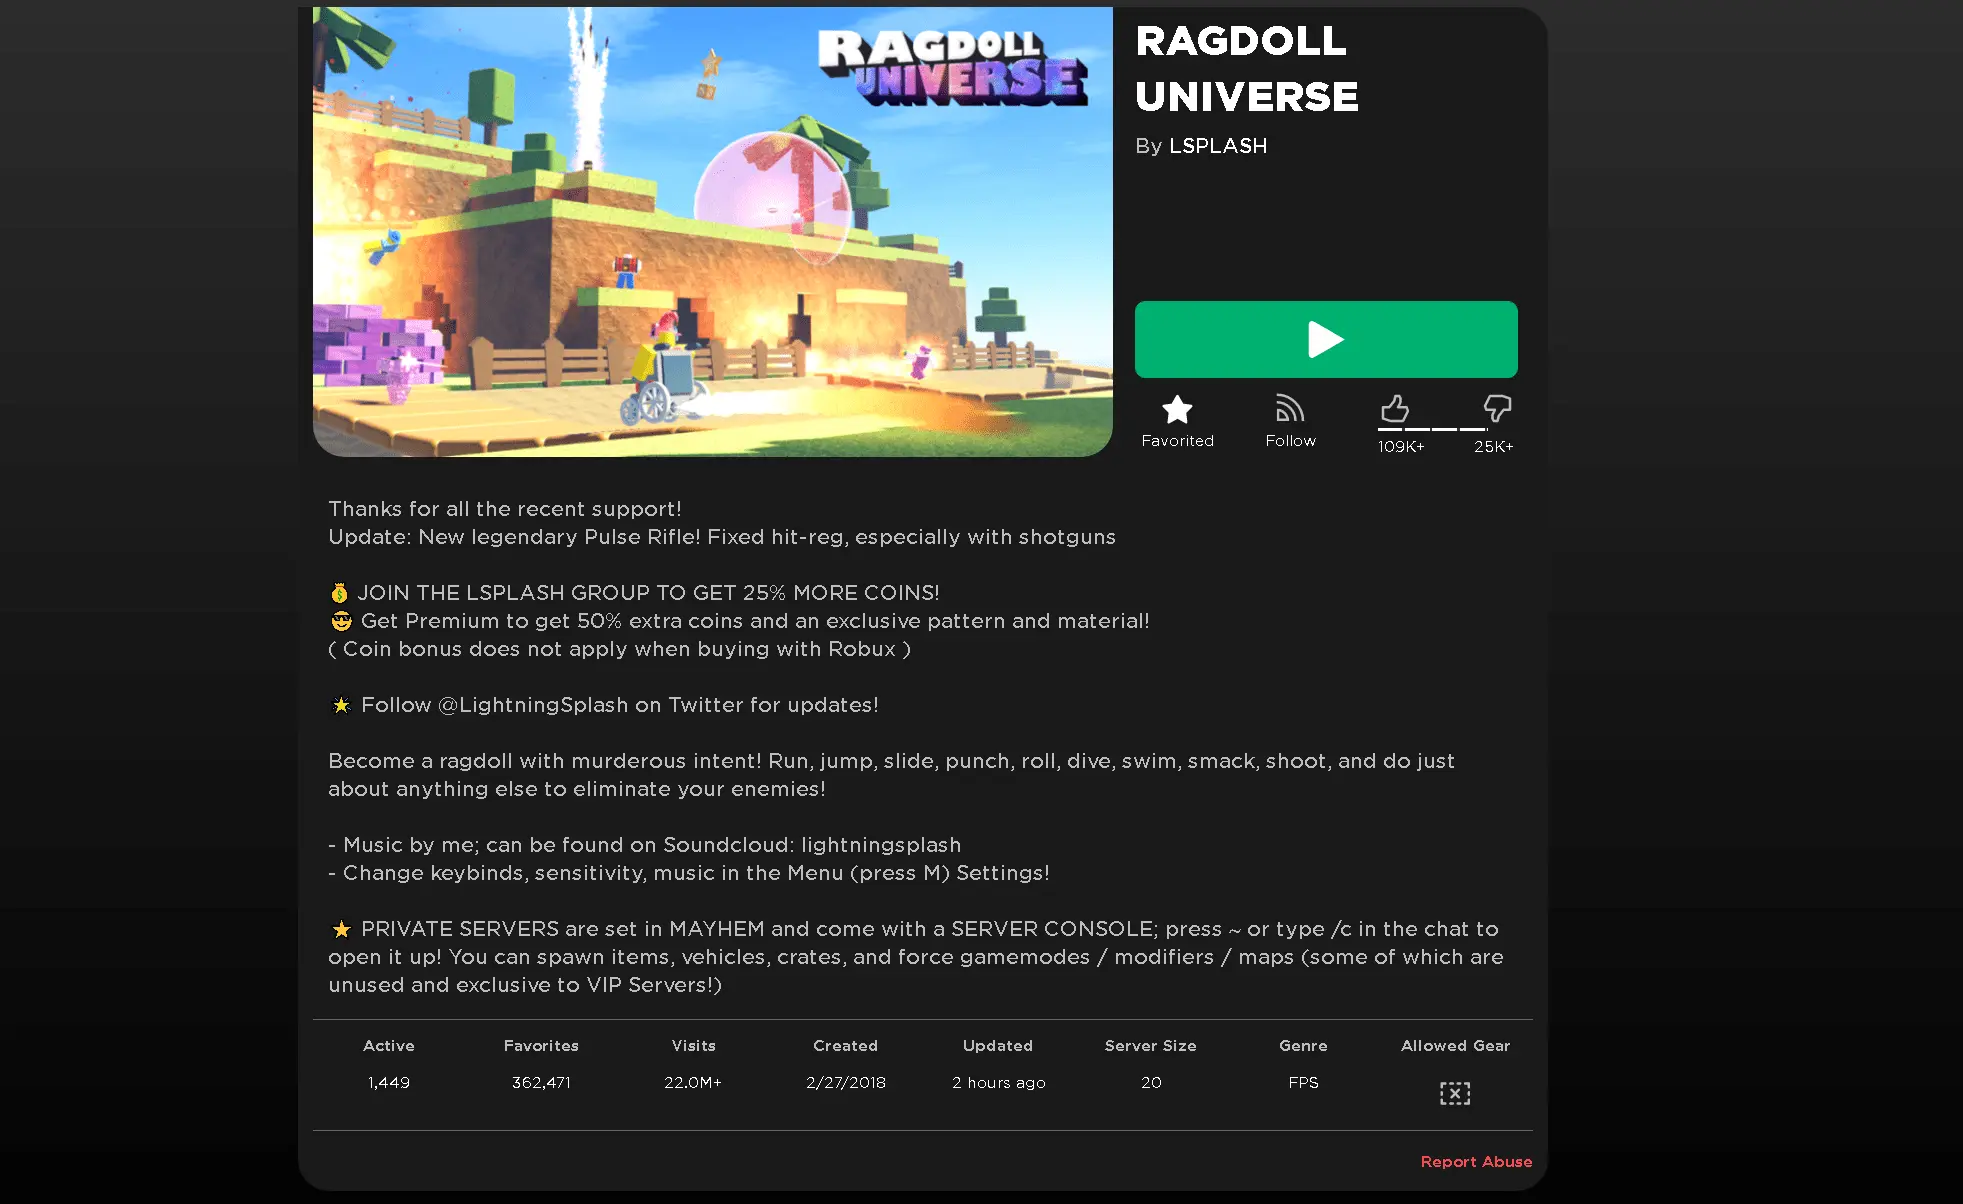 RAGDOLL
UNIVERSE
RAGDOLL
UNIVERSE
By LSPLASH
Favorited
Follow
109K+
25K+
Thanks for all the recent support!
Update: New legendary Pulse Rifle! Fixed hit-reg, especially with shotguns
💰 JOIN THE LSPLASH GROUP TO GET 25% MORE COINS!
😎 Get Premium to get 50% extra coins and an exclusive pattern and material!
( Coin bonus does not apply when buying with Robux )
🌟 Follow @LightningSplash on Twitter for updates!
Become a ragdoll with murderous intent! Run, jump, slide, punch, roll, dive, swim, smack, shoot, and do just
about anything else to eliminate your enemies!
- Music by me; can be found on Soundcloud: lightningsplash
- Change keybinds, sensitivity, music in the Menu (press M) Settings!
⭐ PRIVATE SERVERS are set in MAYHEM and come with a SERVER CONSOLE; press ~ or type /c in the chat to
open it up! You can spawn items, vehicles, crates, and force gamemodes / modifiers / maps (some of which are
unused and exclusive to VIP Servers!)
Active Favorites Visits Created Updated Server Size Genre Allowed Gear
1,449 362,471 22.0M+ 2/27/2018 2 hours ago 20 FPS
Report Abuse